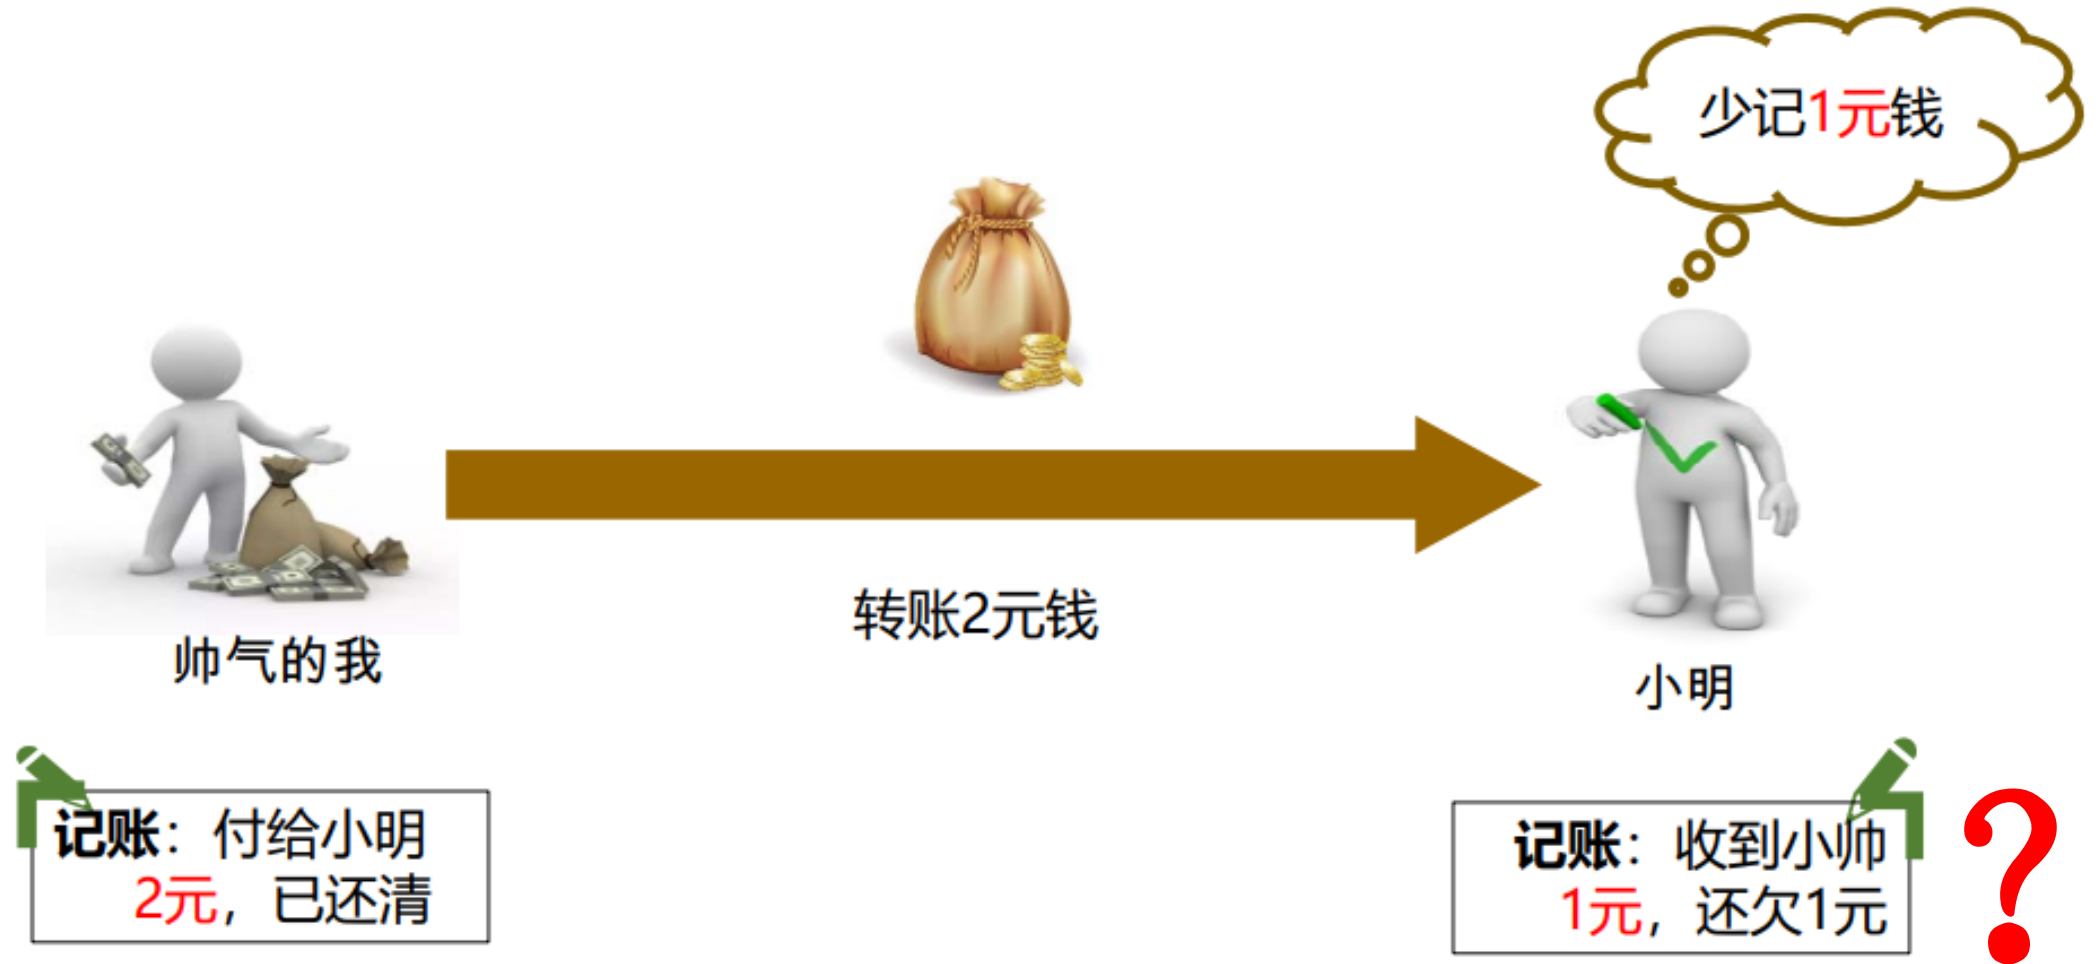 少记1元钱
转账2元钱
帅气的我
小明
记账：付给小明
2元，已还清
记账：收到小帅
1元，还欠1元
？